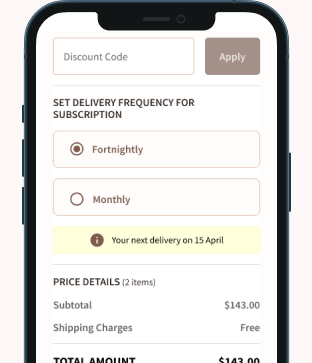 Discount Code
Apply
SET DELIVERY FREQUENCY FOR
SUBSCRIPTION
Fortnightly
Monthly
Your next delivery on 15 April
PRICE DETAILS (2 items)
Subtotal $143.00
Shipping Charges Free
TOTAL AMOUNT $143.00